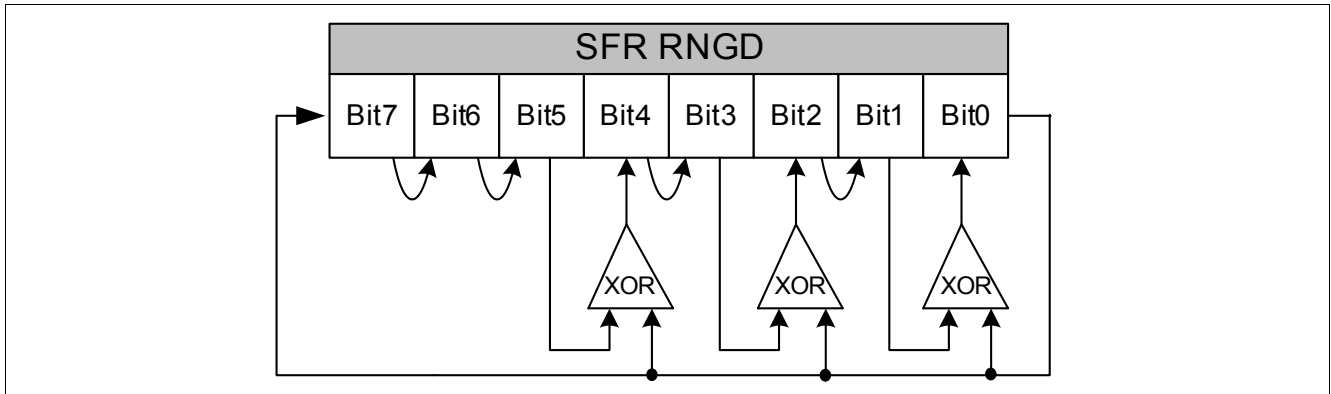 SFR RNGD
Bit7 Bit6 Bit5 Bit4 Bit3 Bit2 Bit1 Bit0
XOR XOR XOR